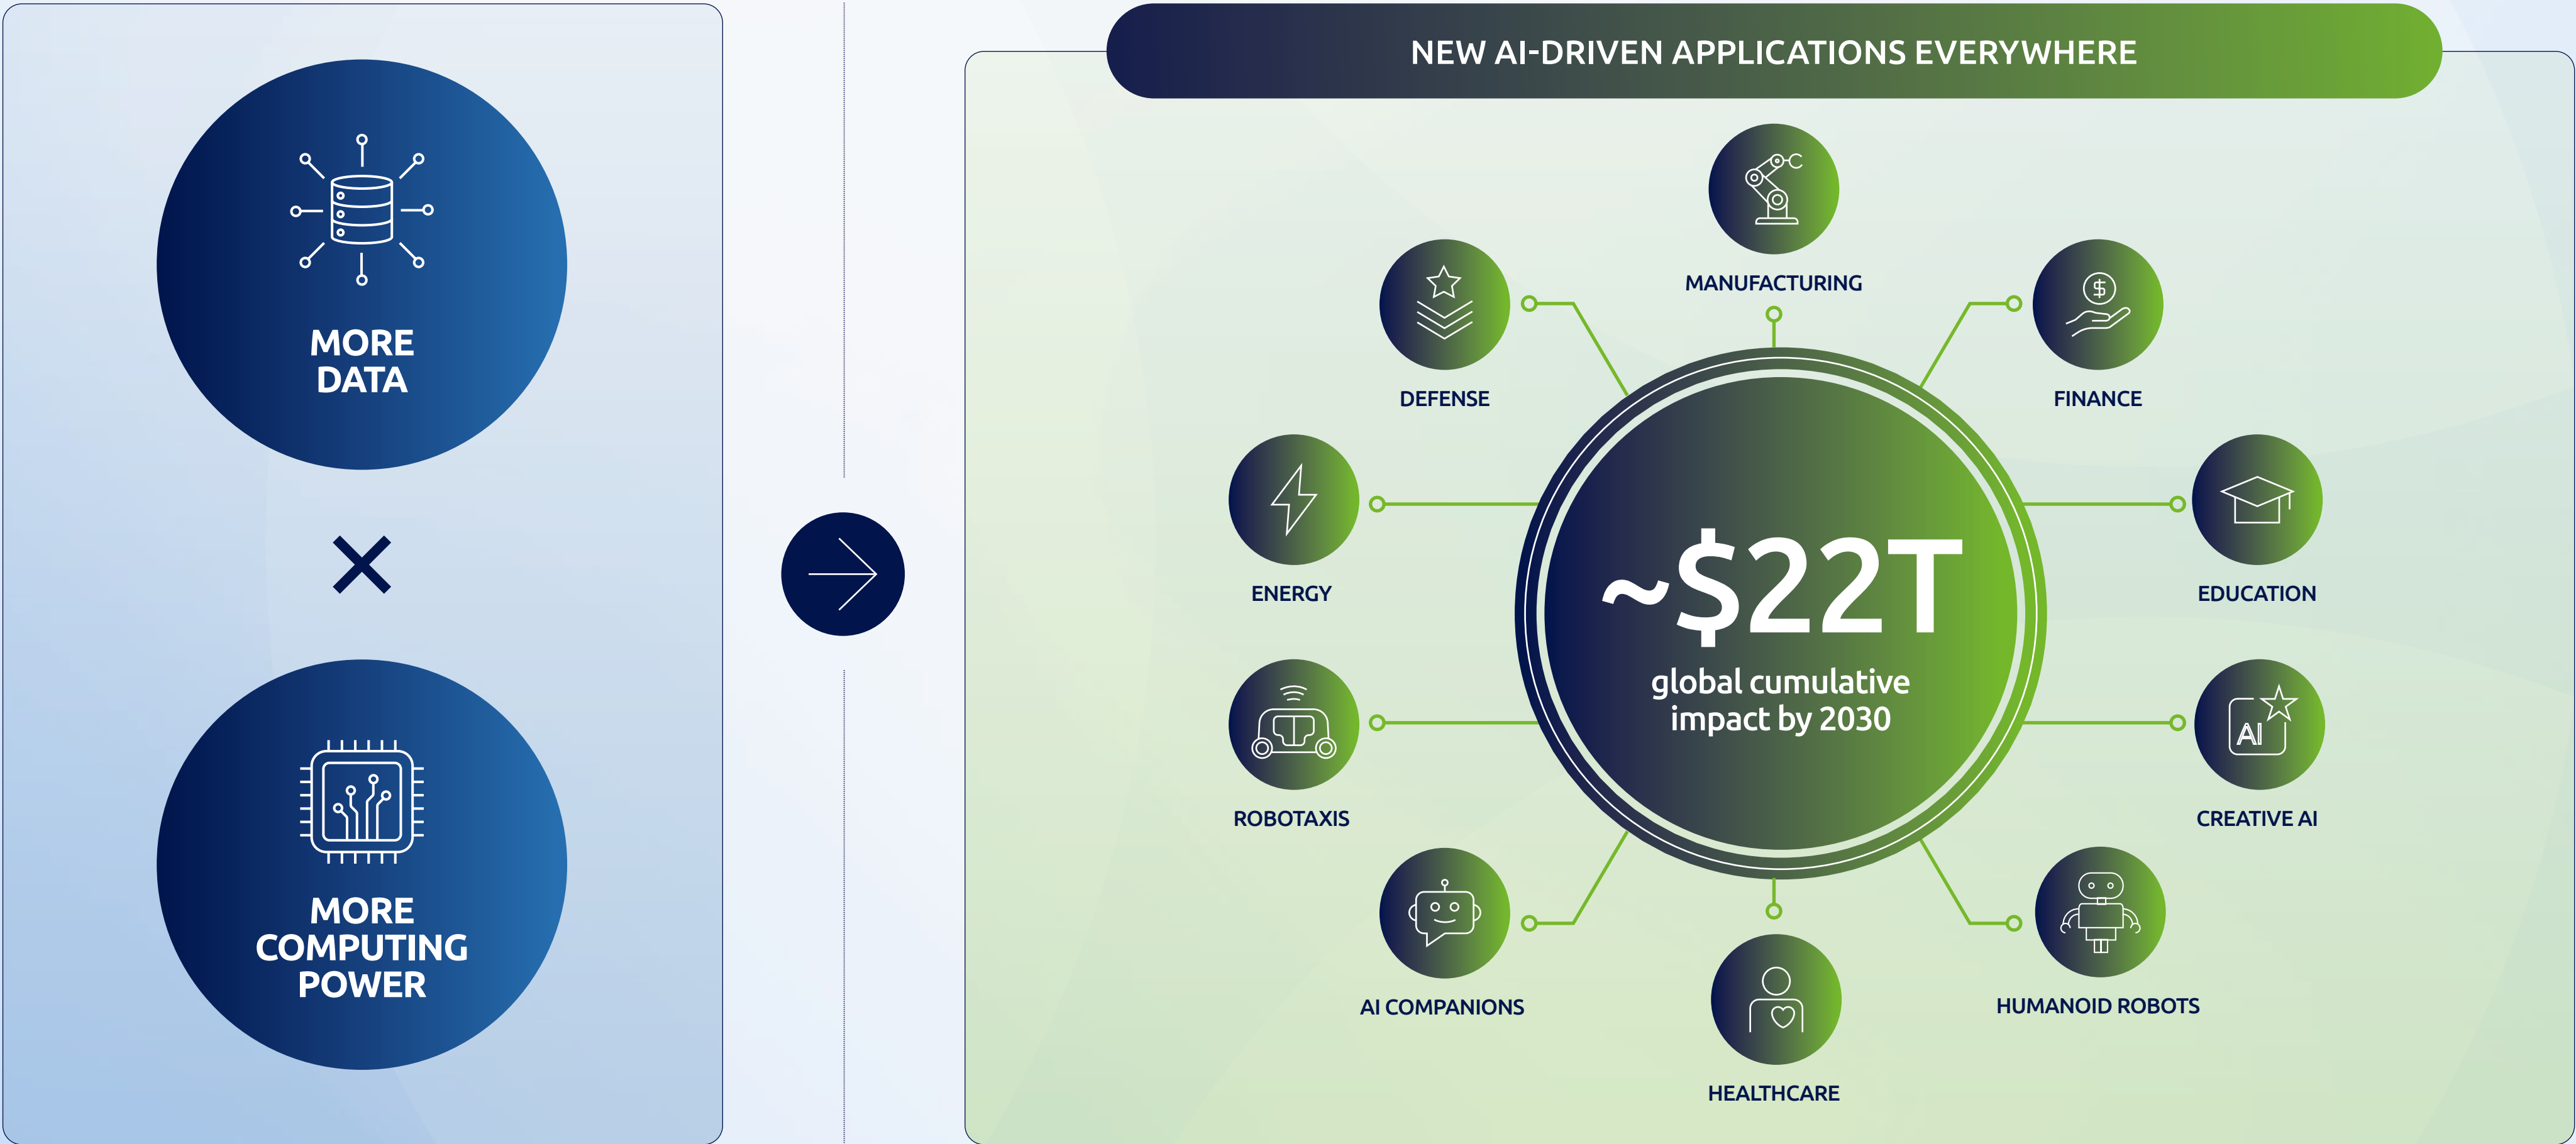 MORE
DATA
×
MORE
COMPUTING
POWER
NEW AI-DRIVEN APPLICATIONS EVERYWHERE
MANUFACTURING
DEFENSE
$
FINANCE
ENERGY
EDUCATION
~$22T
global cumulative
impact by 2030
ROBOTAXIS
AI
CREATIVE AI
AI COMPANIONS
HUMANOID ROBOTS
HEALTHCARE